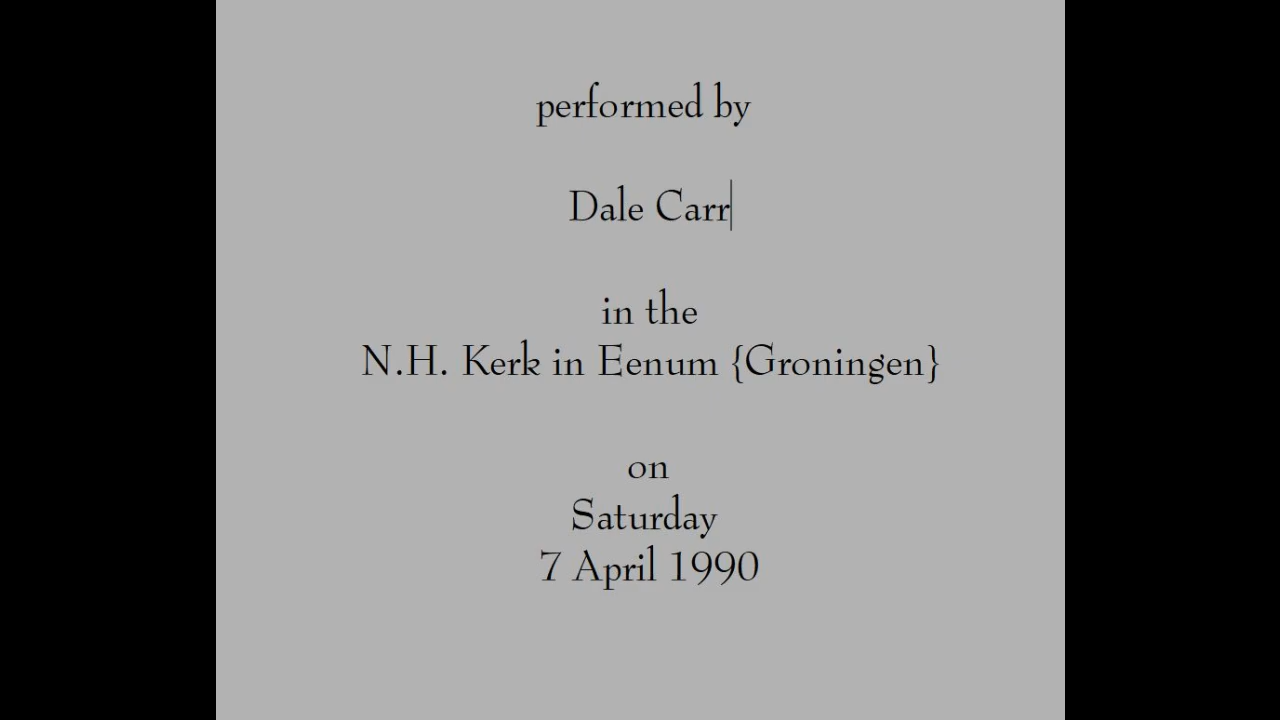 performed by
Dale Carr
in the
N.H. Kerk in Eenum {Groningen}
on
Saturday
7 April 1990